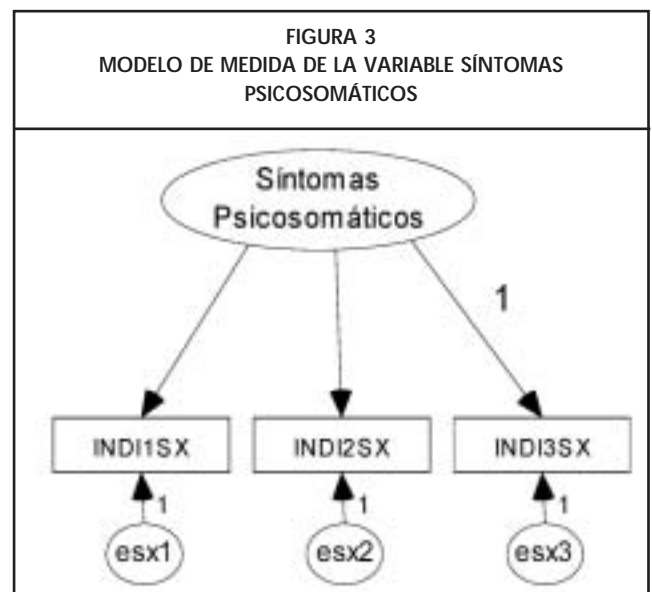 FIGURA 3
MODELO DE MEDIDA DE LA VARIABLE SÍNTOMAS
PSICOSOMÁTICOS
Síntomas
Psicosomáticos
1
INDI1SX INDI2SX INDI3SX
1 1 1
esx1 esx2 esx3